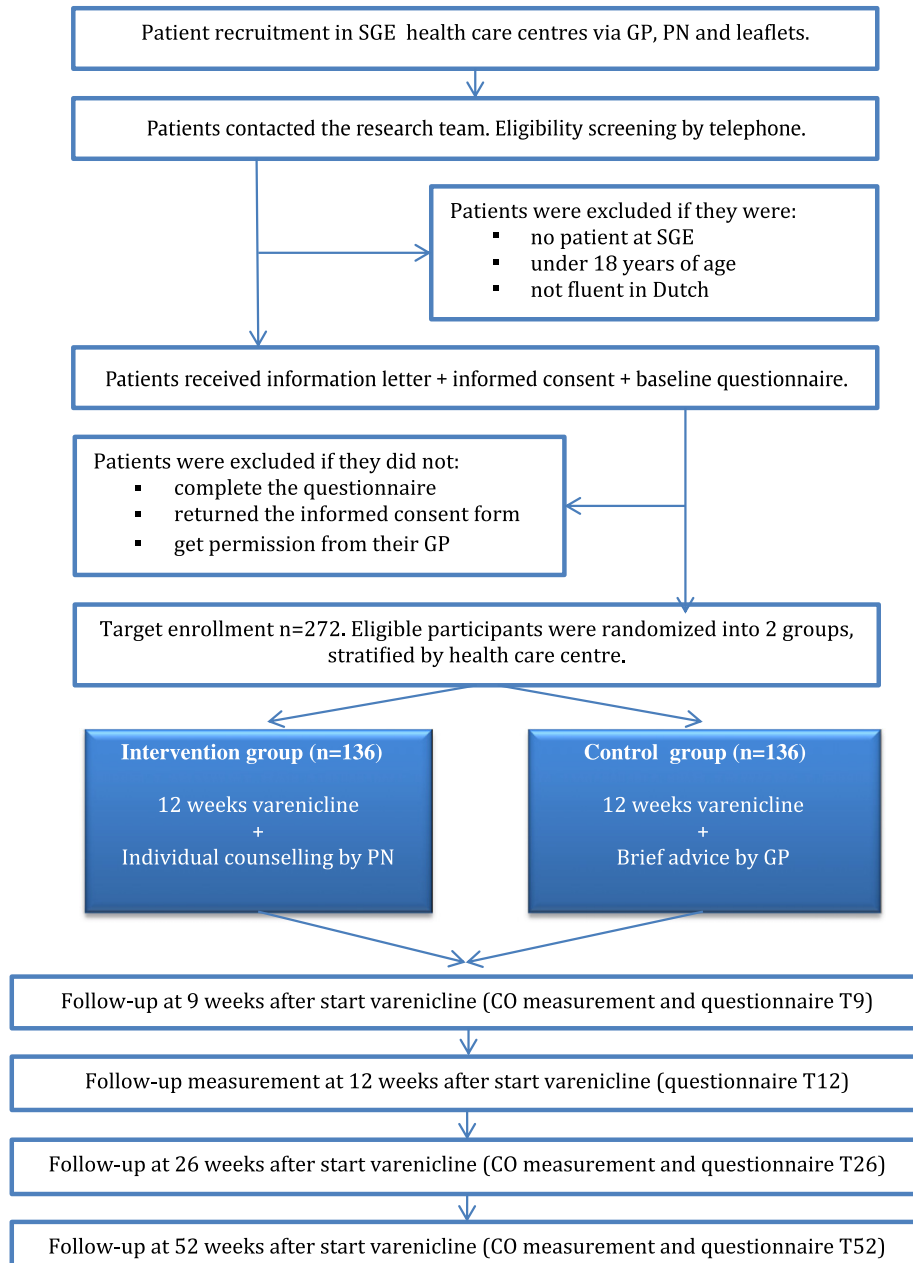 Patient recruitment in SGE health care centres via GP, PN and leaflets.
Patients contacted the research team. Eligibility screening by telephone.
Patients were excluded if they were:
▪ no patient at SGE
▪ under 18 years of age
▪ not fluent in Dutch
Patients received information letter + informed consent + baseline questionnaire.
Patients were excluded if they did not:
▪ complete the questionnaire
▪ returned the informed consent form
▪ get permission from their GP
Target enrollment n=272. Eligible participants were randomized into 2 groups,
stratified by health care centre.
Intervention group (n=136)
12 weeks varenicline
+
Individual counselling by PN
Control group (n=136)
12 weeks varenicline
+
Brief advice by GP
Follow-up at 9 weeks after start varenicline (CO measurement and questionnaire T9)
Follow-up measurement at 12 weeks after start varenicline (questionnaire T12)
Follow-up at 26 weeks after start varenicline (CO measurement and questionnaire T26)
Follow-up at 52 weeks after start varenicline (CO measurement and questionnaire T52)